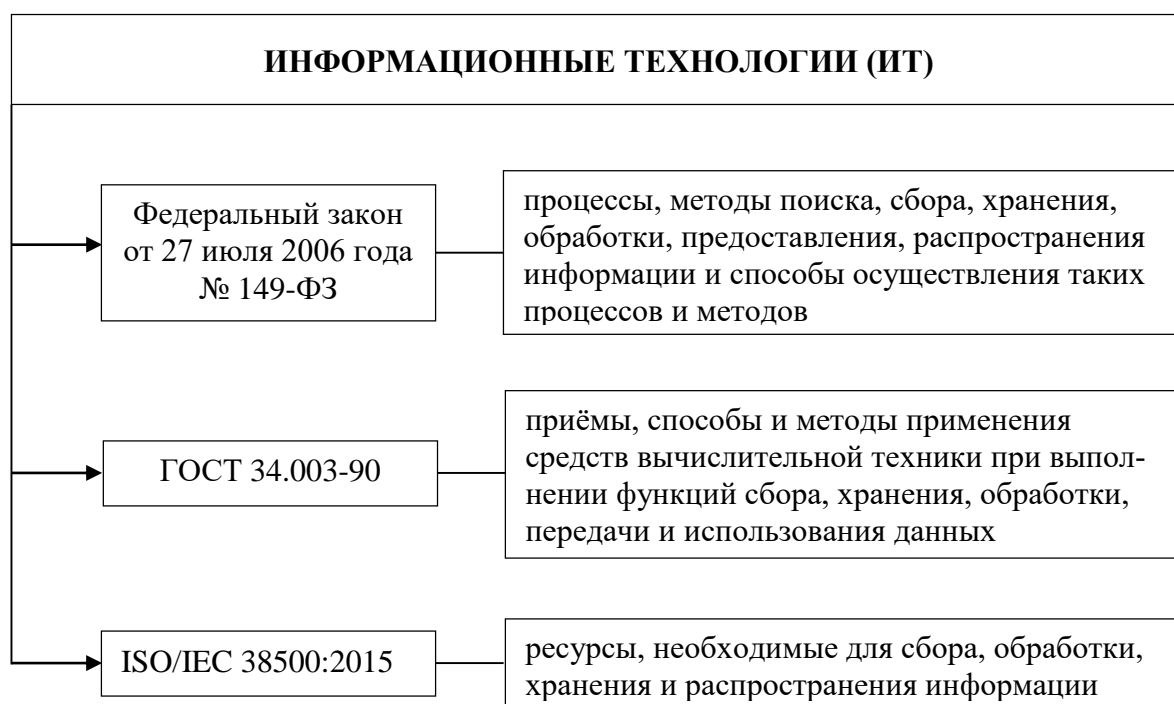 ИНФОРМАЦИОННЫЕ ТЕХНОЛОГИИ (ИТ)
Федеральный закон
от 27 июля 2006 года
№ 149-ФЗ
процессы, методы поиска, сбора, хранения,
обработки, предоставления, распространения
информации и способы осуществления таких
процессов и методов
ГОСТ 34.003-90
приёмы, способы и методы применения
средств вычислительной техники при выпол-
нении функций сбора, хранения, обработки,
передачи и использования данных
ISO/IEC 38500:2015
ресурсы, необходимые для сбора, обработки,
хранения и распространения информации